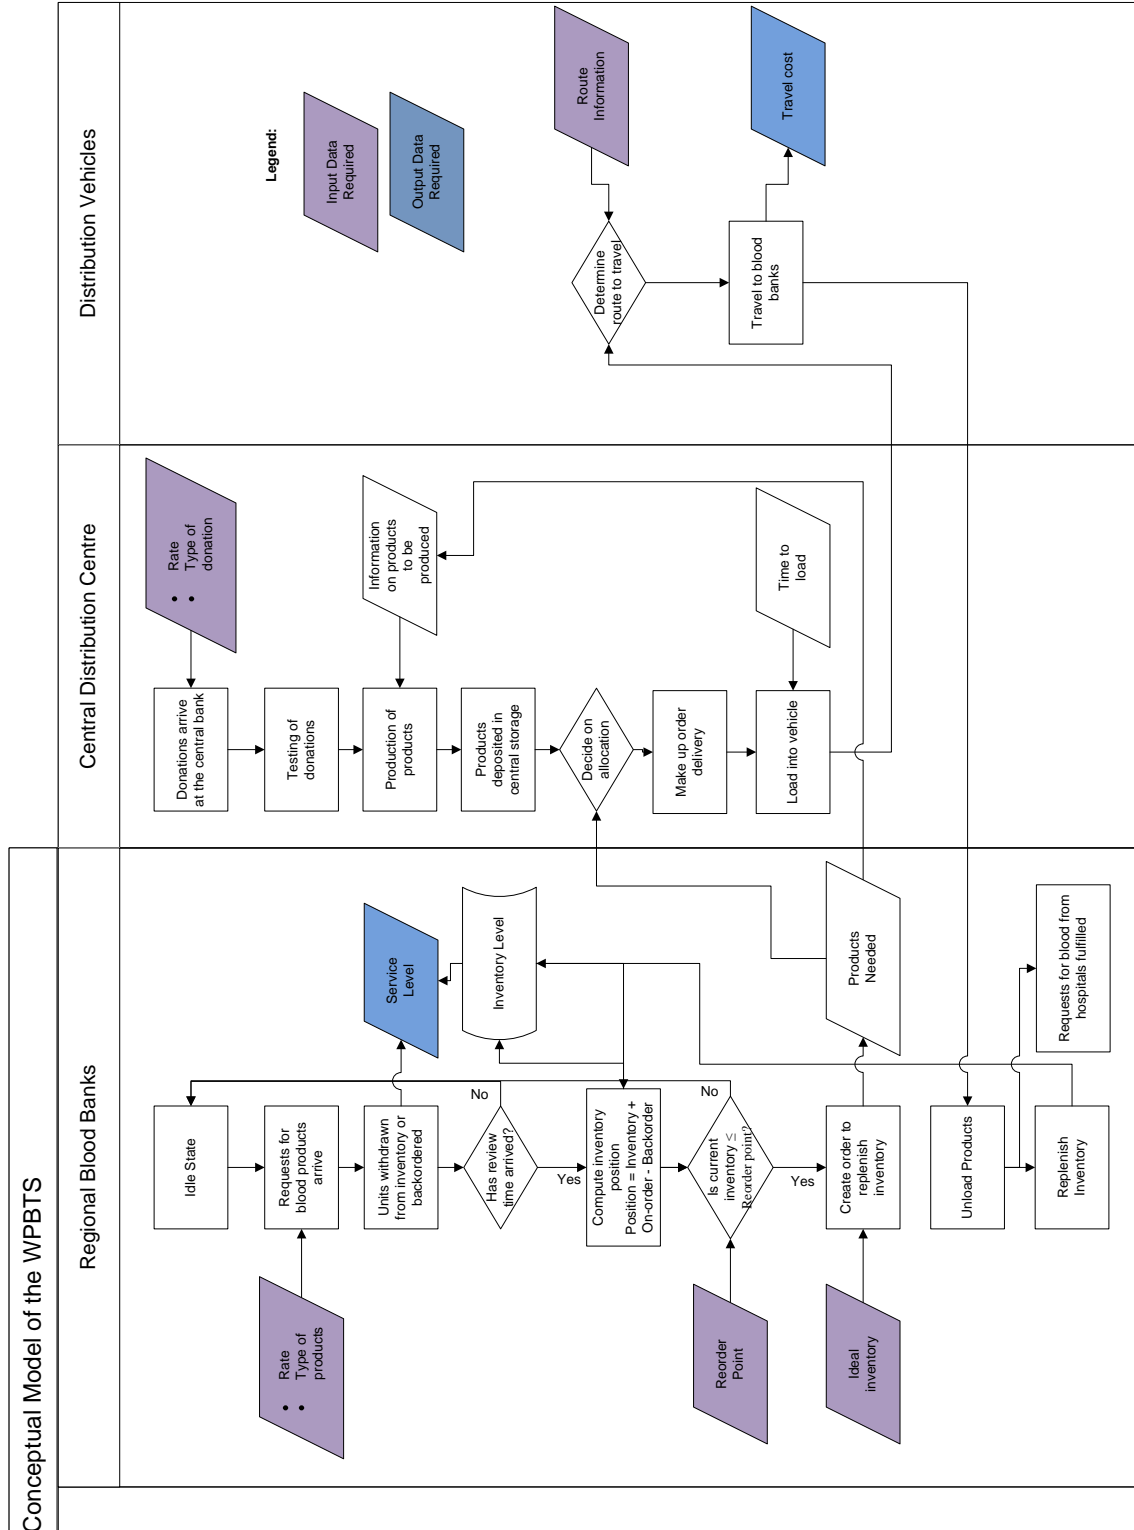 Conceptual Model of the WPBTS
Regional Blood Banks
Central Distribution Centre
Distribution Vehicles
• Rate
• Type of
products
Idle State
Requests for
blood products
arrive
Units withdrawn
from inventory or
backordered
Service
Level
Has review
time arrived?
No
Yes
Inventory Level
Compute inventory
position
Position = Inventory +
On-order - Backorder
Reorder
Point
Is current
inventory ≤
Reorder point?
No
Yes
Ideal
inventory
Create order to
replenish
inventory
Products
Needed
Unload Products
Replenish
Inventory
Requests for blood from
hospitals fulfilled
• Rate
• Type of
donation
Donations arrive
at the central bank
Testing of
donations
Production of
products
Information
on products
to be
produced
Products
deposited in
central storage
Decide on
allocation
Make up order
delivery
Load into vehicle
Time to
load
Legend:
Input Data
Required
Output Data
Required
Route
Information
Determine
route to travel
Travel to blood
banks
Travel cost